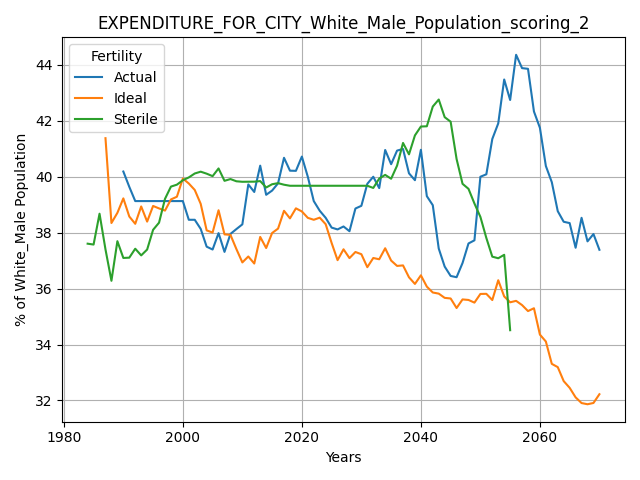 EXPENDITURE_FOR_CITY_White_Male_Population_scoring_2
Fertility
Actual
Ideal
Sterile
% of White_Male Population
44
42
40
38
36
34
32
1980
2000
2020
2040
2060
Years